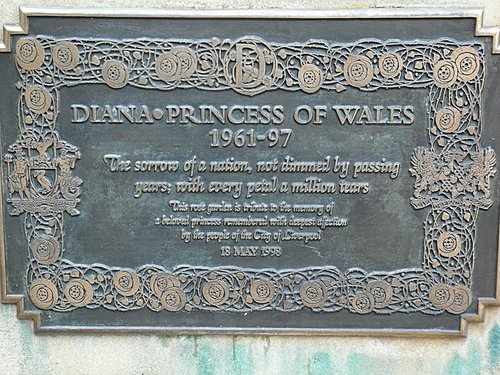 D
DIANA•PRINCESS OF WALES
1961-97
The sorrow of a nation, not dimmed by passing
years; with every petal a million tears
This rose garden is tribute to the memory of
a beloved princess remembered with deepest affection
by the people of the City of Liverpool
18 MAY 1998